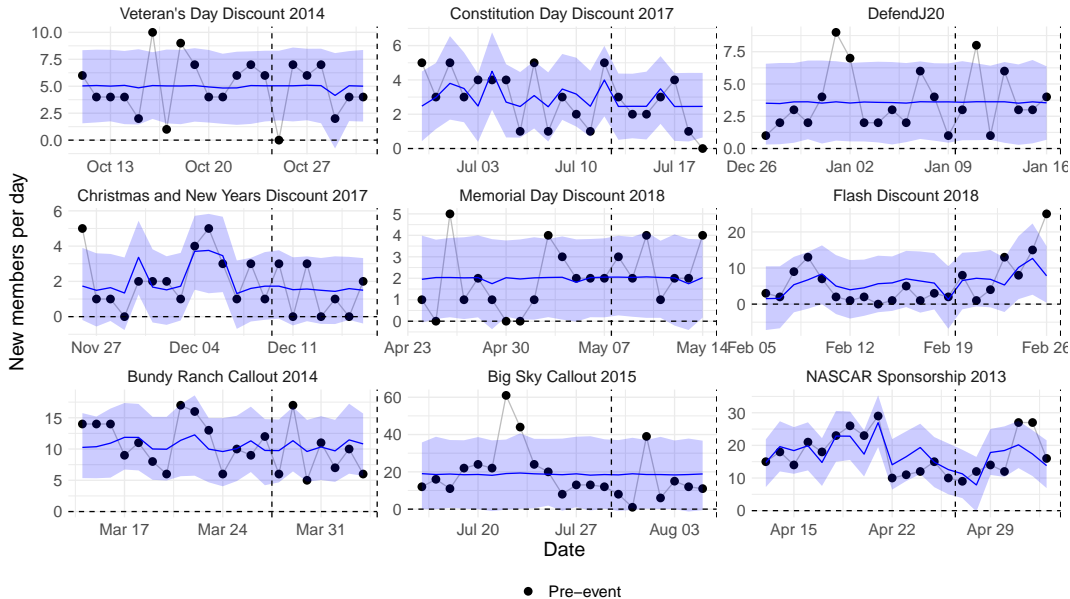 Veteran's Day Discount 2014 Constitution Day Discount 2017 DefendJ20
10.0 7.5 5.0 2.5 0.0
6 4 2 0
7.5 5.0 2.5 0.0
Oct 13 Oct 20 Oct 27 Jul 03 Jul 10 Jul 17 Dec 26 Jan 02 Jan 09 Jan 16
New members per day
Christmas and New Years Discount 2017 Memorial Day Discount 2018 Flash Discount 2018
6 4 2 0
5 4 3 2 1 0
20 10 0
Nov 27 Dec 04 Dec 11 Apr 23 Apr 30 May 07 May 14 Feb 05 Feb 12 Feb 19 Feb 26
Bundy Ranch Callout 2014 Big Sky Callout 2015 NASCAR Sponsorship 2013
15 10 5 0
60 40 20 0
30 20 10 0
Mar 17 Mar 24 Mar 31 Jul 20 Jul 27 Aug 03 Apr 15 Apr 22 Apr 29
Date
Pre−event